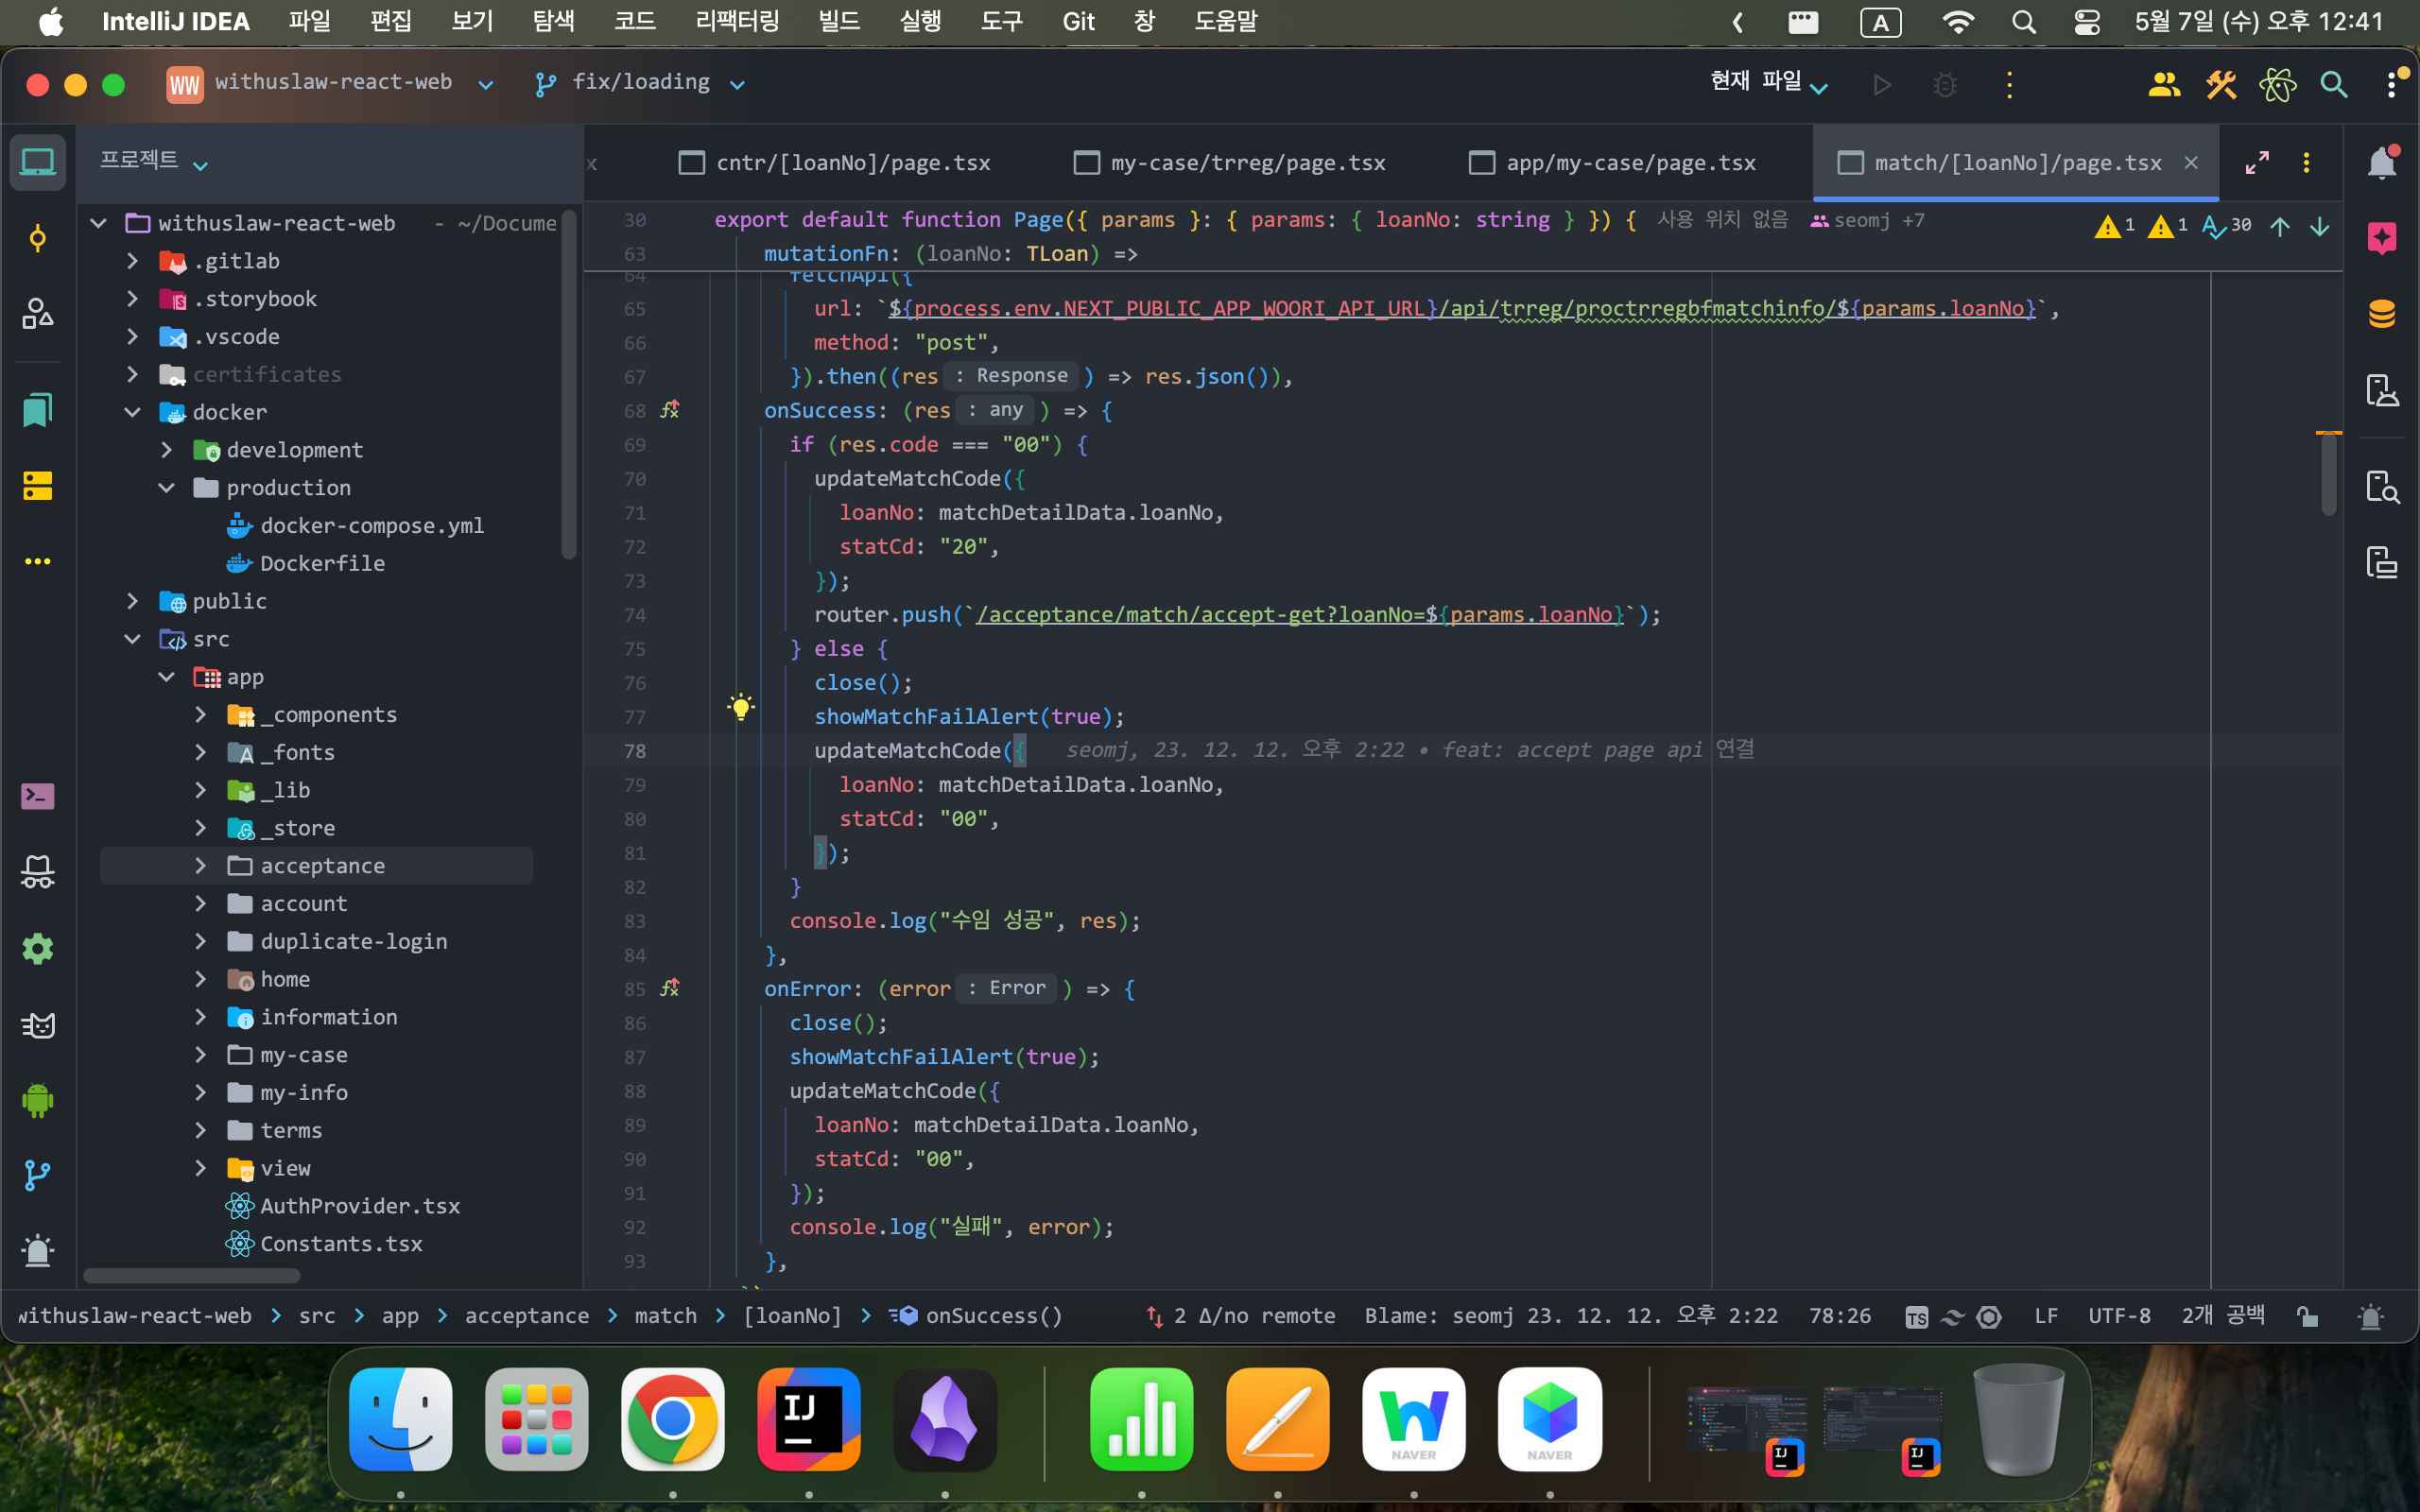 IntelliJ IDEA 파일 편집 보기 탐색 코드 리팩터링 빌드 실행 도구 Git 창 도움말 A 5월 7일 (수) 오후 12:41
WW withuslaw-react-web fix/loading 현재 파일
프로젝트
x cntr/[loanNo]/page.tsx my-case/trreg/page.tsx app/my-case/page.tsx match/[loanNo]/page.tsx ×
withuslaw-react-web - ~/Docume
.gitlab
.storybook
.vscode
certificates
docker
development
production
docker-compose.yml
Dockerfile
public
src
app
_components
_fonts
_lib
_store
acceptance
account
duplicate-login
home
information
my-case
my-info
terms
view
AuthProvider.tsx
Constants.tsx
30 export default function Page({ params }: { params: { loanNo: string } }) { 사용 위치 없음 seomj +7
1 1 30
63 mutationFn: (loanNo: TLoan) =>
64 fetchApi({
65 url: `${process.env.NEXT_PUBLIC_APP_WOORI_API_URL}/api/trreg/proctrregbfmatchinfo/${params.loanNo}`,
66 method: "post",
67 }).then((res : Response ) => res.json()),
68 onSuccess: (res : any ) => {
69 if (res.code === "00") {
70 updateMatchCode({
71 loanNo: matchDetailData.loanNo,
72 statCd: "20",
73 });
74 router.push(`/acceptance/match/accept-get?loanNo=${params.loanNo}`);
75 } else {
76 close();
77 showMatchFailAlert(true);
78 updateMatchCode({ seomj, 23. 12. 12. 오후 2:22 • feat: accept page api 연결
79 loanNo: matchDetailData.loanNo,
80 statCd: "00",
81 });
82 }
83 console.log("수임 성공", res);
84 },
85 onError: (error : Error ) => {
86 close();
87 showMatchFailAlert(true);
88 updateMatchCode({
89 loanNo: matchDetailData.loanNo,
90 statCd: "00",
91 });
92 console.log("실패", error);
93 },
withuslaw-react-web > src > app > acceptance > match > [loanNo] > onSuccess() 2 Δ/no remote Blame: seomj 23. 12. 12. 오후 2:22 78:26 TS LF UTF-8 2개 공백
IJ NAVER NAVER IJ IJ